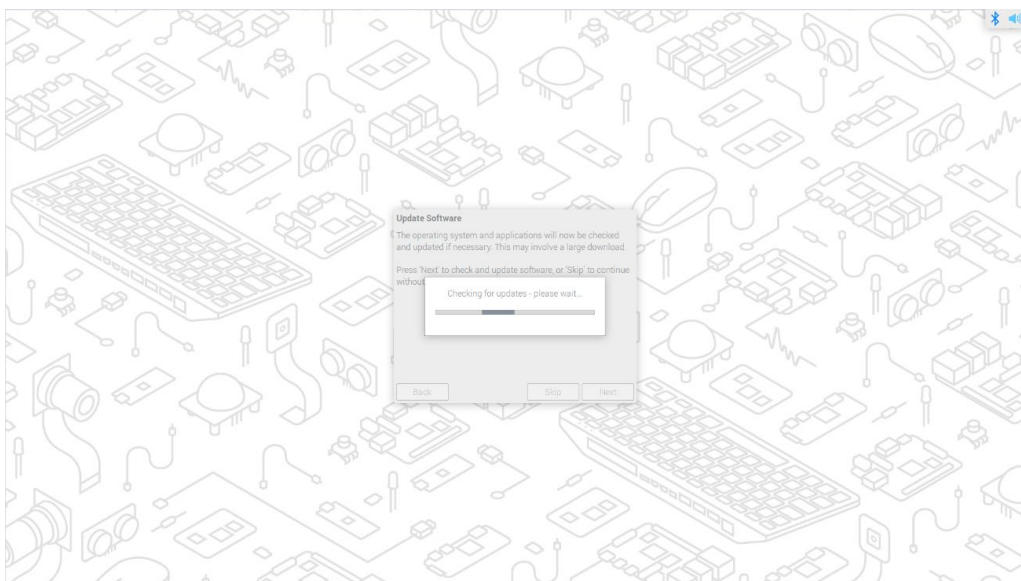 Update Software
The operating system and applications will now be checked
and updated if necessary. This may involve a large download.
Press 'Next' to check and update software, or 'Skip' to continue
without
Checking for updates - please wait...
Back
Skip
Next